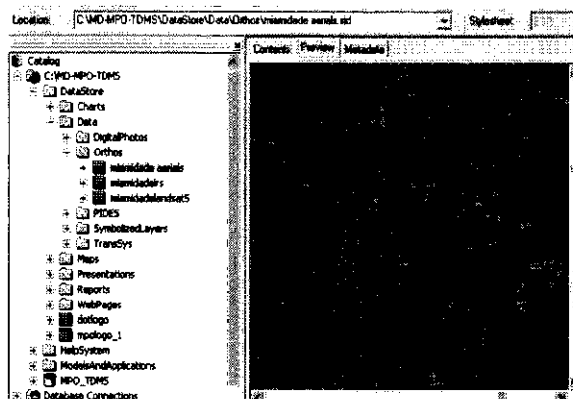 Location: C:\MD-MPO-TDMS\DataStore\Data\Orthos\miamidade aerials.sid Stylesheet:
Contents Preview Metadata
Catalog
C:\MD-MPO-TDMS
DataStore
Charts
Data
DigitalPhotos
Orthos
miamidade aerials
miamidadeirs
miamidadelandsat5
PIDES
SymbolizedLayers
TransSys
Maps
Presentations
Reports
WebPages
dotlogo
mpologo_1
HelpSystem
ModelsAndApplications
MPO_TDMS
Database Connections